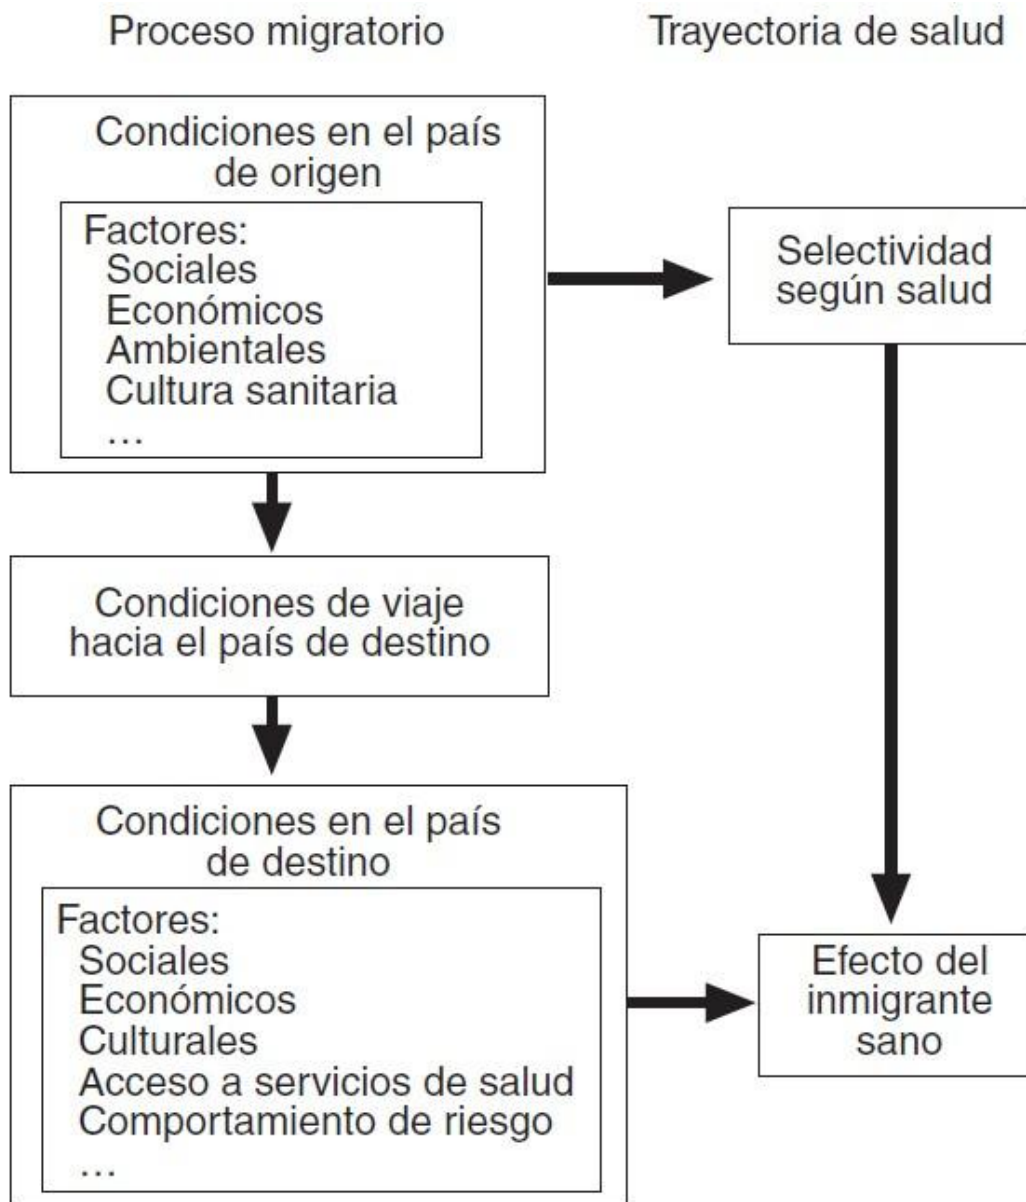 Proceso migratorio
Trayectoria de salud
Condiciones en el país
de origen
Factores:
Sociales
Económicos
Ambientales
Cultura sanitaria
…
Selectividad
según salud
Condiciones de viaje
hacia el país de destino
Condiciones en el país
de destino
Factores:
Sociales
Económicos
Culturales
Acceso a servicios de salud
Comportamiento de riesgo
…
Efecto del
inmigrante
sano